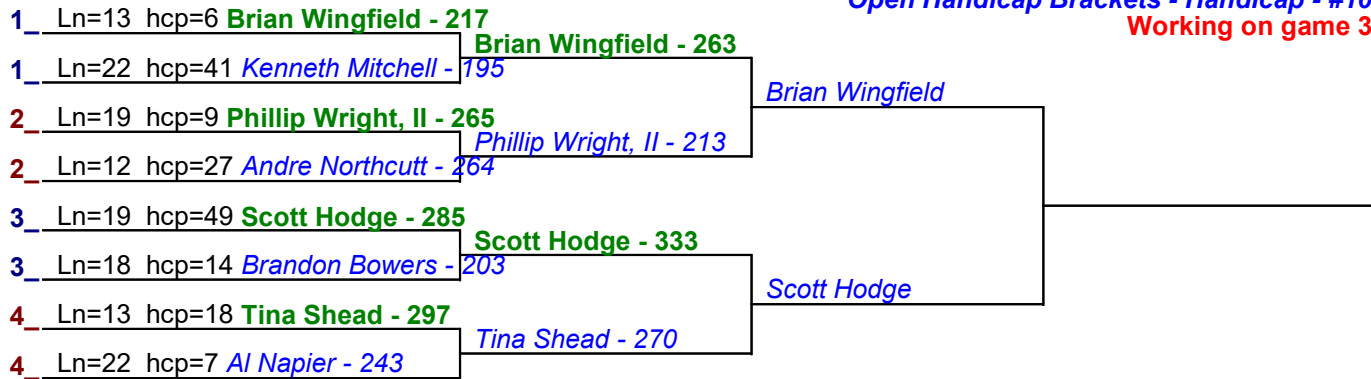 Open Handicap Brackets - Handicap - #10
Working on game 3
1_ Ln=13 hcp=6 Brian Wingfield - 217
Brian Wingfield - 263
1_ Ln=22 hcp=41 Kenneth Mitchell - 195
Brian Wingfield
2_ Ln=19 hcp=9 Phillip Wright, II - 265
Phillip Wright, II - 213
2_ Ln=12 hcp=27 Andre Northcutt - 264
3_ Ln=19 hcp=49 Scott Hodge - 285
Scott Hodge - 333
3_ Ln=18 hcp=14 Brandon Bowers - 203
Scott Hodge
4_ Ln=13 hcp=18 Tina Shead - 297
Tina Shead - 270
4_ Ln=22 hcp=7 Al Napier - 243